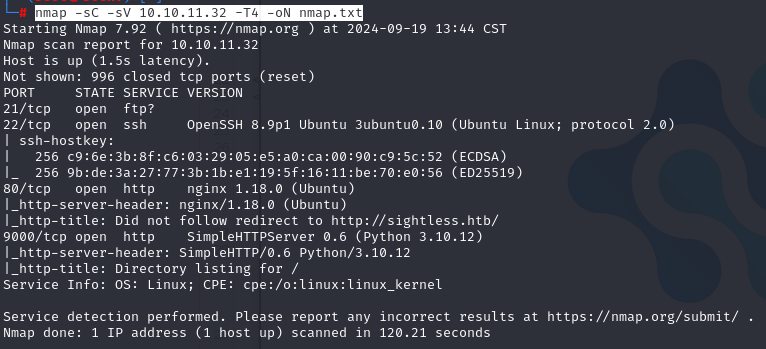 # nmap -sC -sV 10.10.11.32 -T4 -oN nmap.txt
Starting Nmap 7.92 ( https://nmap.org ) at 2024-09-19 13:44 CST
Nmap scan report for 10.10.11.32
Host is up (1.5s latency).
Not shown: 996 closed tcp ports (reset)
PORT     STATE SERVICE VERSION
21/tcp   open  ftp?
22/tcp   open  ssh     OpenSSH 8.9p1 Ubuntu 3ubuntu0.10 (Ubuntu Linux; protocol 2.0)
| ssh-hostkey:
|   256 c9:6e:3b:8f:c6:03:29:05:e5:a0:ca:00:90:c9:5c:52 (ECDSA)
|_  256 9b:de:3a:27:77:3b:1b:e1:19:5f:16:11:be:70:e0:56 (ED25519)
80/tcp   open  http    nginx 1.18.0 (Ubuntu)
|_http-server-header: nginx/1.18.0 (Ubuntu)
|_http-title: Did not follow redirect to http://sightless.htb/
9000/tcp open  http    SimpleHTTPServer 0.6 (Python 3.10.12)
|_http-server-header: SimpleHTTP/0.6 Python/3.10.12
|_http-title: Directory listing for /
Service Info: OS: Linux; CPE: cpe:/o:linux:linux_kernel
Service detection performed. Please report any incorrect results at https://nmap.org/submit/ .
Nmap done: 1 IP address (1 host up) scanned in 120.21 seconds